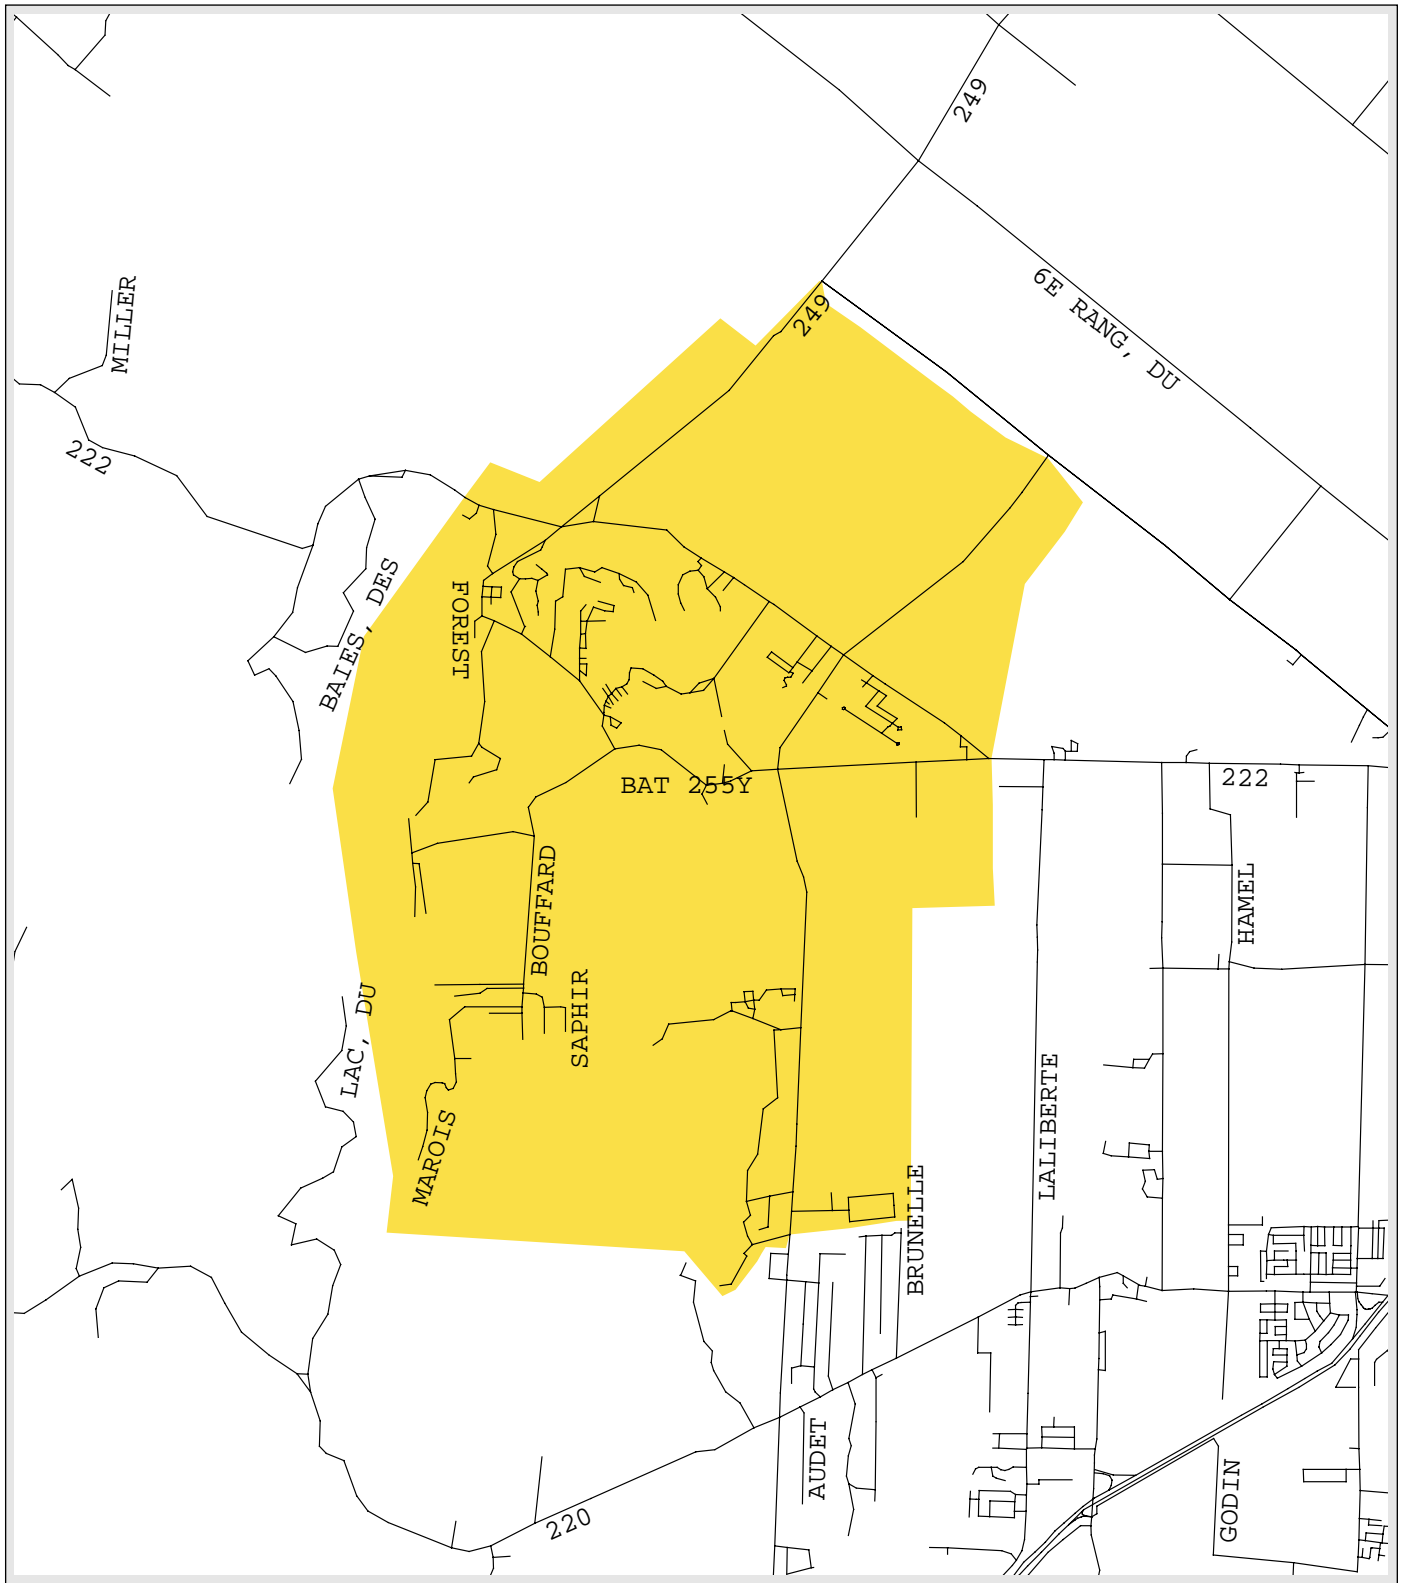 249
6E RANG, DU
249
MILLER
222
BAIES, DES
FOREST
BAT 255Y
222
BOUFFARD
HAMEL
SAPHIR
LAC, DU
LALIBERTE
MAROIS
BRUNELLE
AUDET
GODIN
220